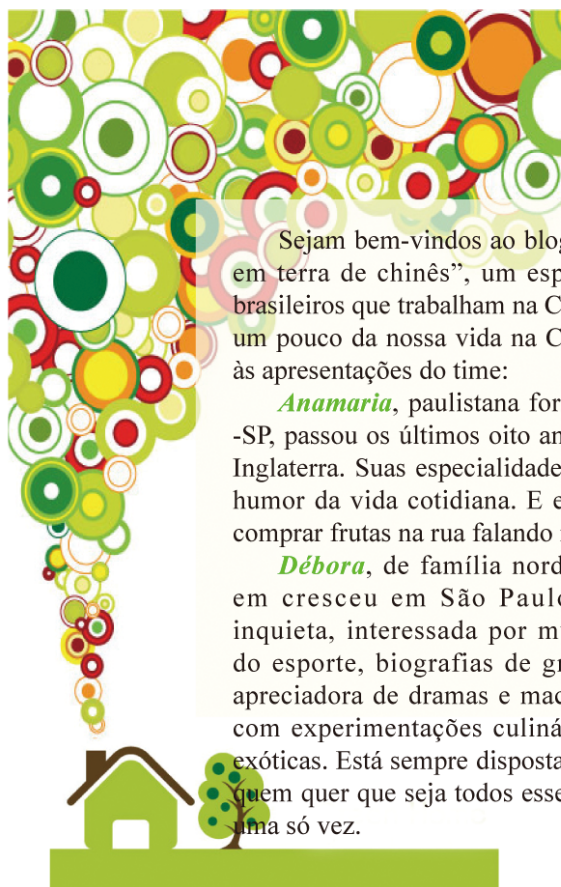 Sejam bem-vindos ao blog
em terra de chinês”, um esp
brasileiros que trabalham na C
um pouco da nossa vida na C
às apresentações do time:
Anamaria, paulistana for
-SP, passou os últimos oito an
Inglaterra. Suas especialidade
humor da vida cotidiana. E e
comprar frutas na rua falando
Débora, de família nord
em cresceu em São Paulo
inquieta, interessada por mu
do esporte, biografias de gr
apreciadora de dramas e mac
com experimentações culiná
exóticas. Está sempre disposta
quem quer que seja todos esse
uma só vez.